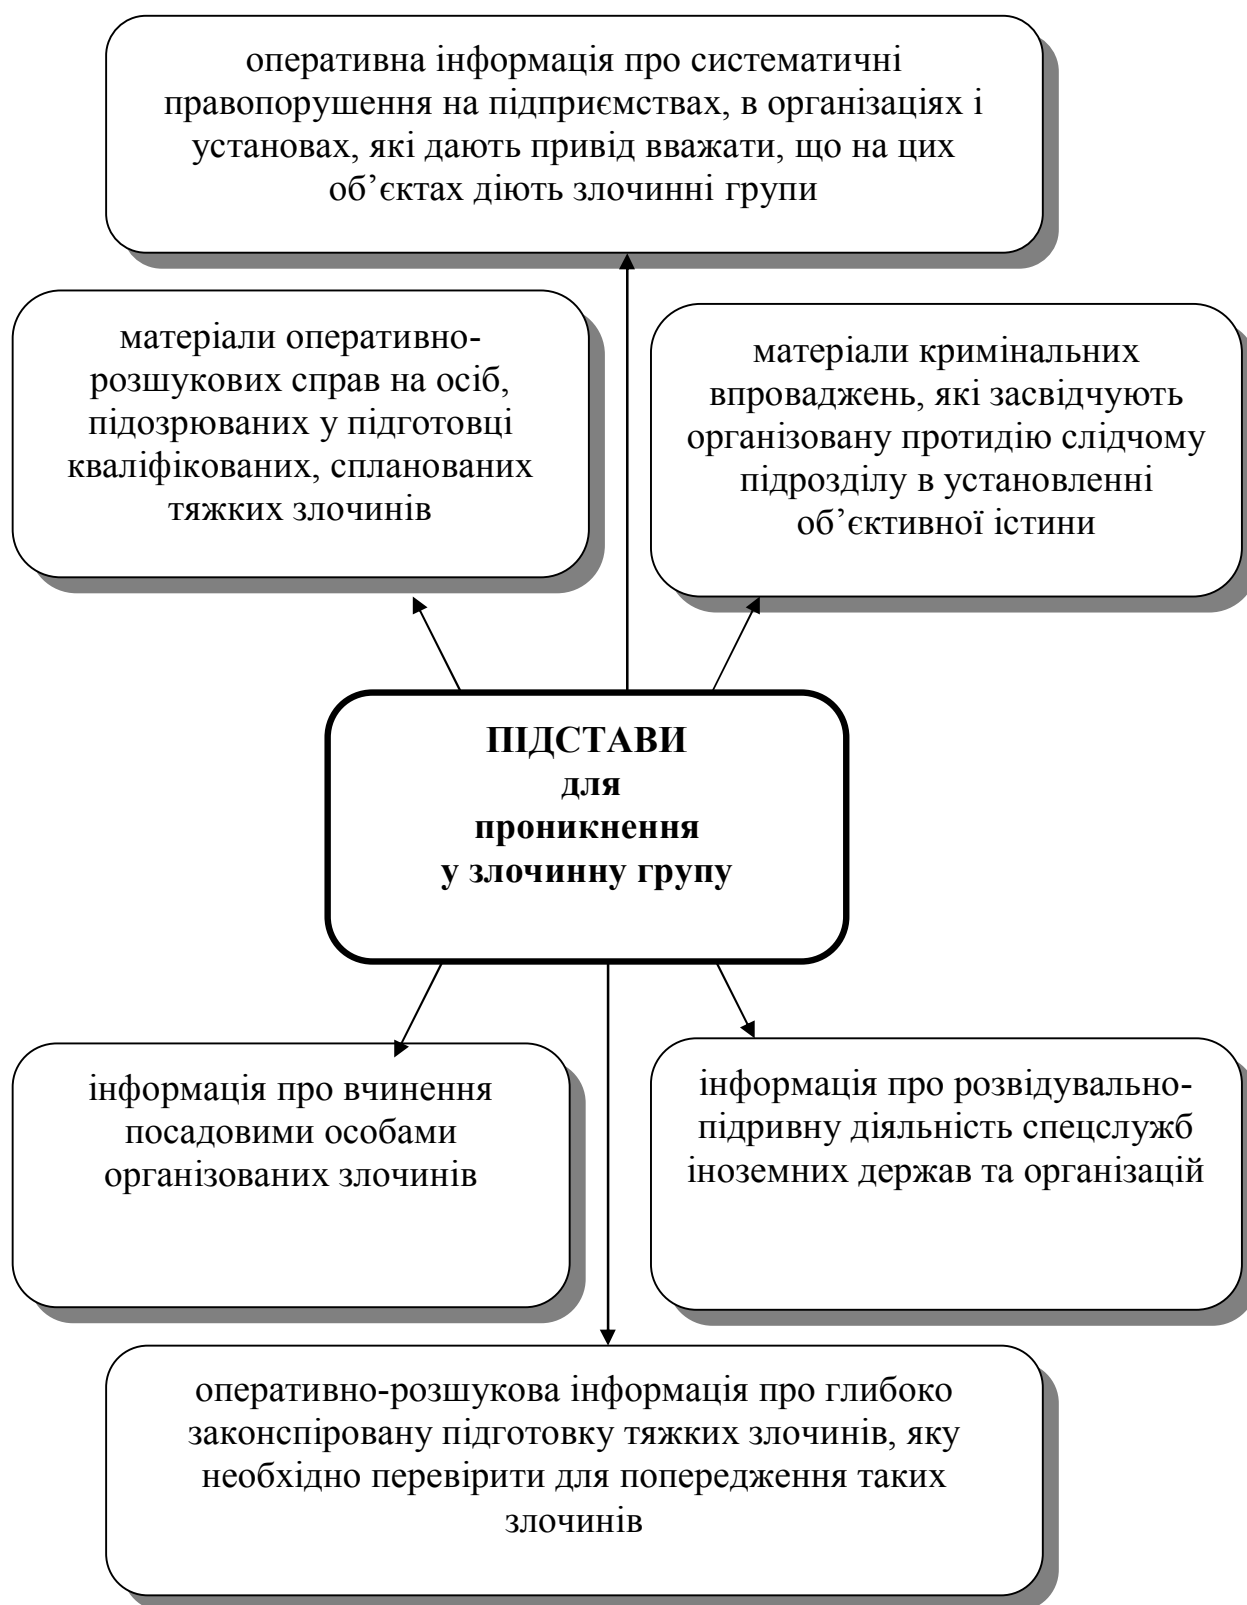 оперативна інформація про систематичні
правопорушення на підприємствах, в організаціях і
установах, які дають привід вважати, що на цих
об’єктах діють злочинні групи
матеріали оперативно-
розшукових справ на осіб,
підозрюваних у підготовці
кваліфікованих, спланованих
тяжких злочинів
матеріали кримінальних
впроваджень, які засвідчують
організовану протидію слідчому
підрозділу в установленні
об’єктивної істини
ПІДСТАВИ
для
проникнення
у злочинну групу
інформація про вчинення
посадовими особами
організованих злочинів
інформація про розвідувально-
підривну діяльність спецслужб
іноземних держав та організацій
оперативно-розшукова інформація про глибоко
законспіровану підготовку тяжких злочинів, яку
необхідно перевірити для попередження таких
злочинів